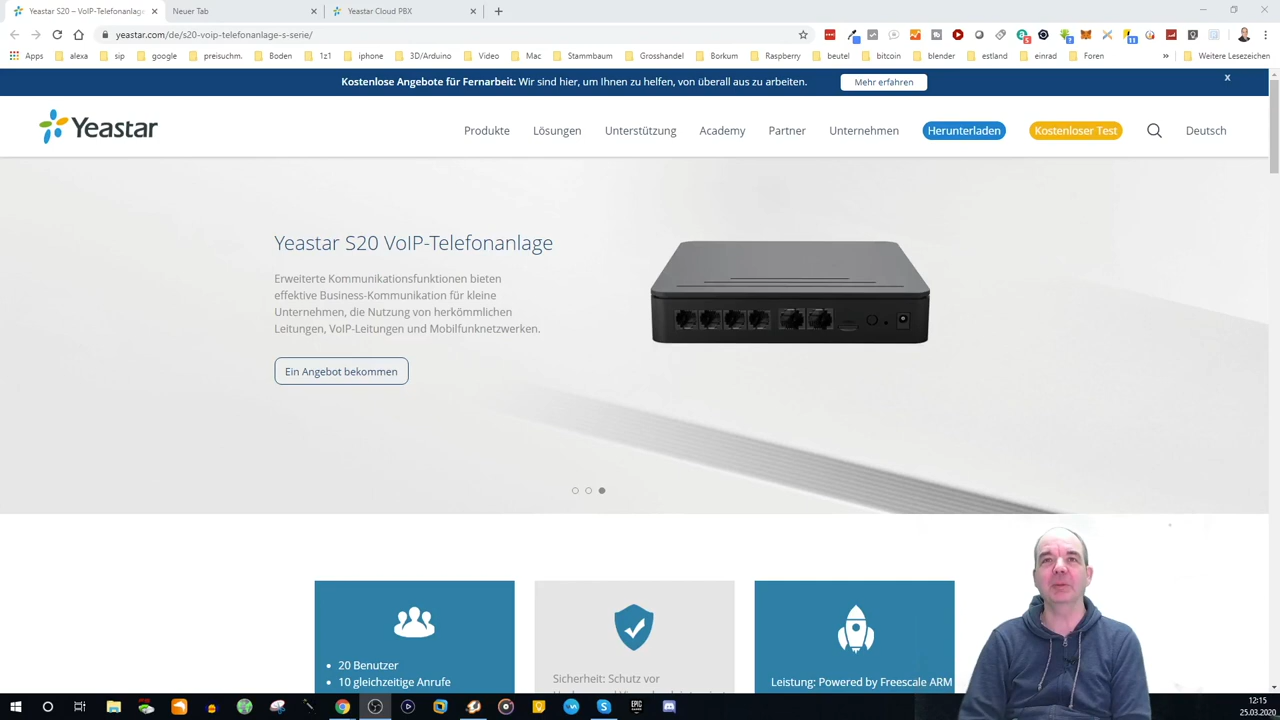 Yeastar S20 – VoIP-Telefonanlage
Neuer Tab
Yeastar Cloud PBX
yeastar.com/de/s20-voip-telefonanlage-s-serie/
Apps alexa sip google preisuchm. Boden 1z1 iphone 3D/Arduino Video Mac Stammbaum Grosshandel Borkum Raspberry beutel bitcoin blender estland einrad Foren » Weitere Lesezeichen
Kostenlose Angebote für Fernarbeit: Wir sind hier, um Ihnen zu helfen, von überall aus zu arbeiten. Mehr erfahren x
Yeastar
Produkte Lösungen Unterstützung Academy Partner Unternehmen Herunterladen Kostenloser Test Deutsch
Yeastar S20 VoIP-Telefonanlage
Erweiterte Kommunikationsfunktionen bieten
effektive Business-Kommunikation für kleine
Unternehmen, die Nutzung von herkömmlichen
Leitungen, VoIP-Leitungen und Mobilfunknetzwerken.
Ein Angebot bekommen
20 Benutzer
10 gleichzeitige Anrufe
Sicherheit: Schutz vor
Leistung: Powered by Freescale ARM
EPIC
GAMES
12:15
25.03.2020